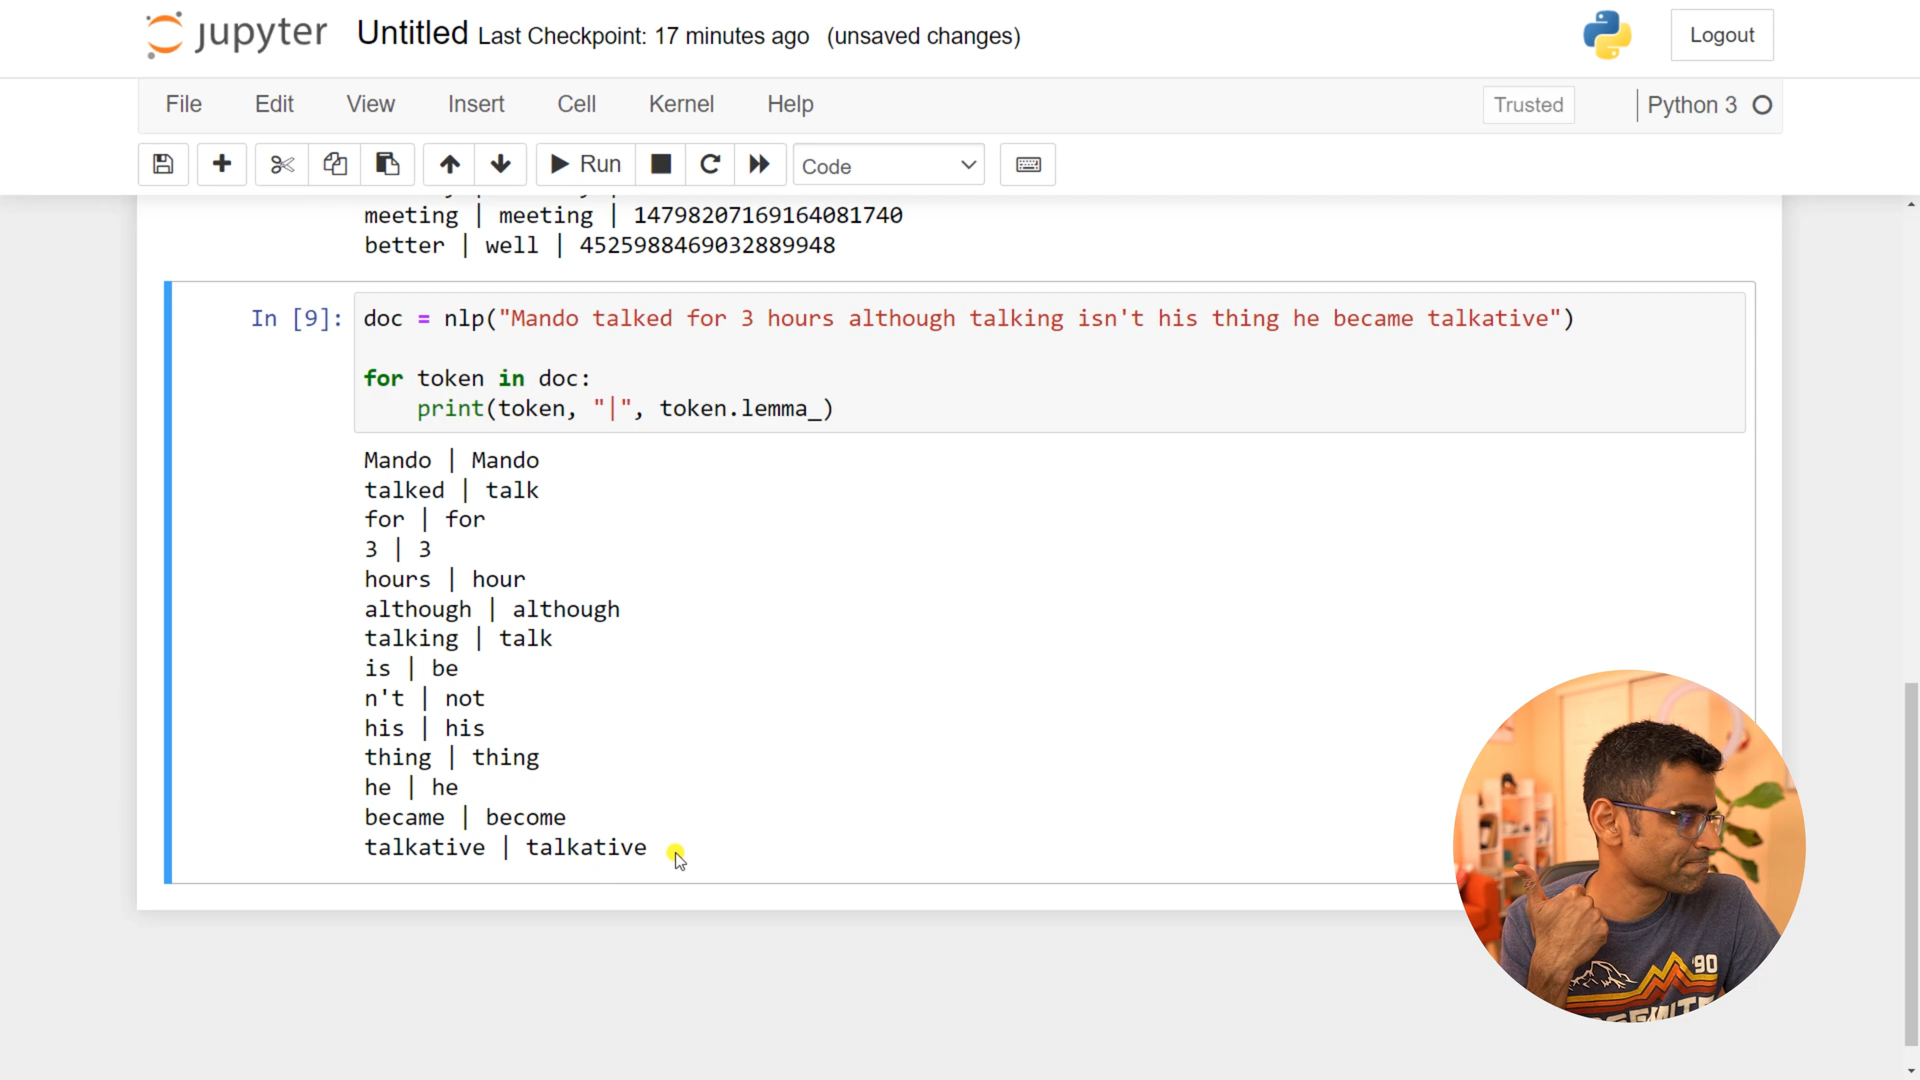 jupyter Untitled Last Checkpoint: 17 minutes ago (unsaved changes) Logout
File Edit View Insert Cell Kernel Help Trusted Python 3
Run Code
meeting | meeting | 14798207169164081740
better | well | 4525988469032889948
In [9]: doc = nlp("Mando talked for 3 hours although talking isn't his thing he became talkative")
for token in doc:
print(token, "|", token.lemma_)
Mando | Mando
talked | talk
for | for
3 | 3
hours | hour
although | although
talking | talk
is | be
n't | not
his | his
thing | thing
he | he
became | become
talkative | talkative
'90